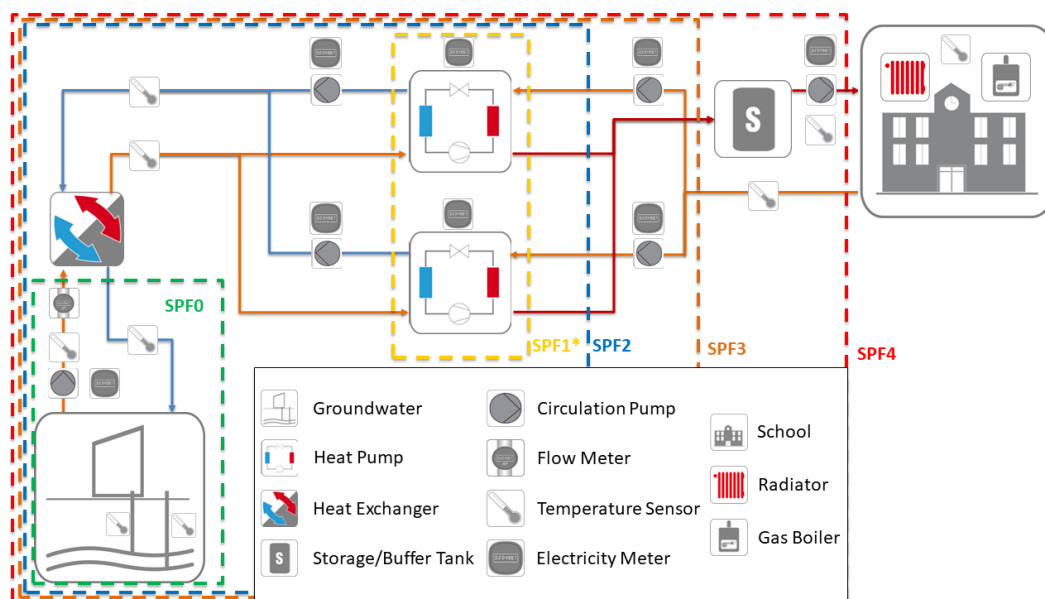 SPF0
SPF1*
SPF2
SPF3
SPF4
S
Groundwater
Heat Pump
Heat Exchanger
S
Storage/Buffer Tank
Circulation Pump
Flow Meter
Temperature Sensor
Electricity Meter
School
Radiator
Gas Boiler